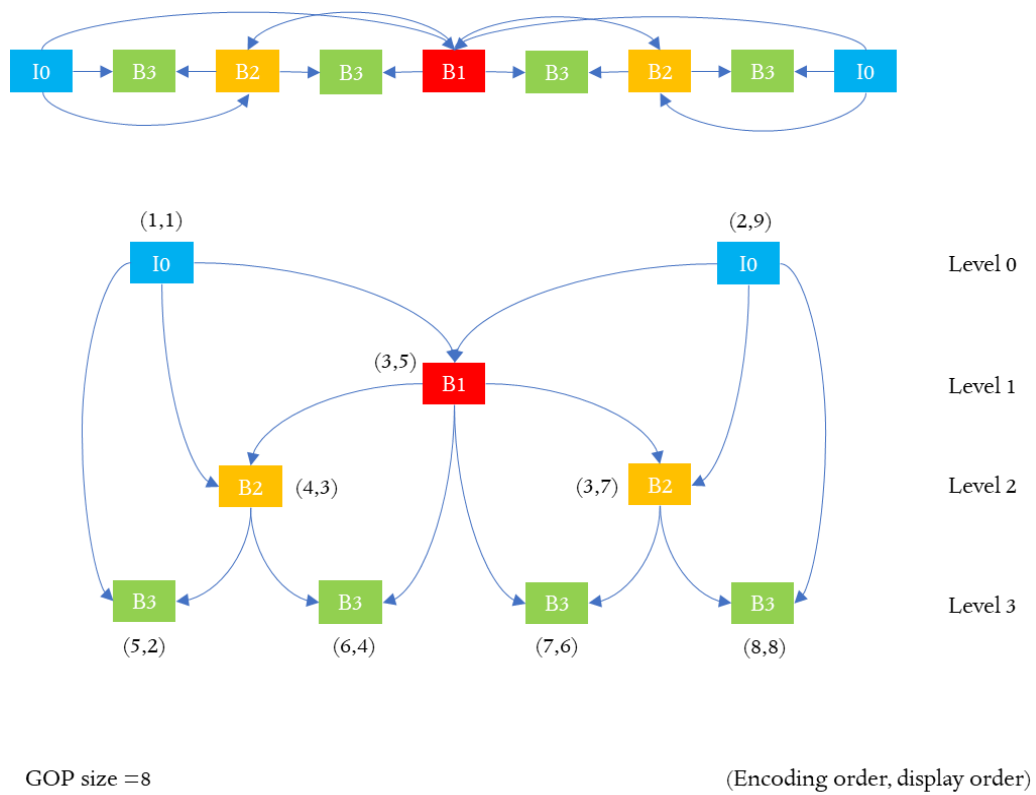 I0 B3 B2 B3 B1 B3 B2 B3 I0
(1,1) (2,9)
I0 I0 Level 0
(3,5)
B1 Level 1
B2 (4,3) (3,7) B2 Level 2
B3 B3 B3 B3 Level 3
(5,2) (6,4) (7,6) (8,8)
GOP size =8 (Encoding order, display order)